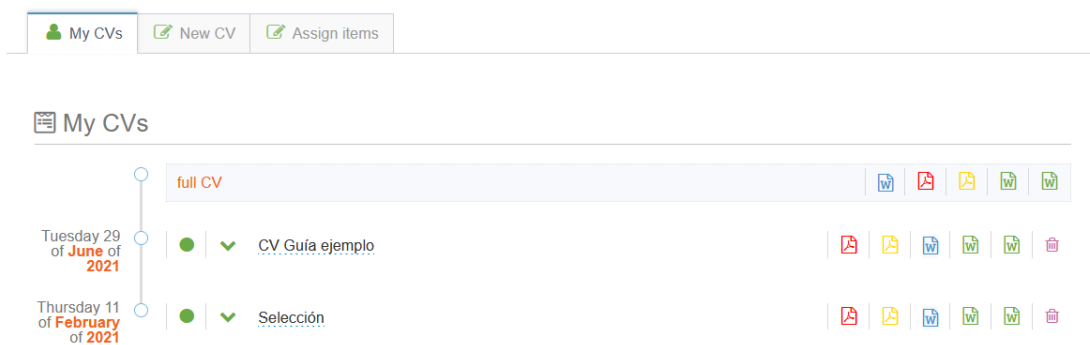 My CVs New CV Assign items
My CVs
full CV
Tuesday 29
of June of
2021
CV Guía ejemplo
Thursday 11
of February
of 2021
Selección